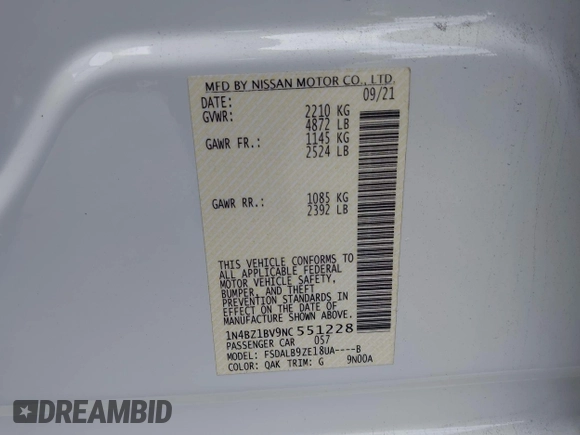 MFD BY NISSAN MOTOR CO., LTD.
DATE: 09/21
GVWR: 2210 KG
4872 LB
GAWR FR.: 1145 KG
2524 LB
GAWR RR.: 1085 KG
2392 LB
THIS VEHICLE CONFORMS TO
ALL APPLICABLE FEDERAL
MOTOR VEHICLE SAFETY,
BUMPER, AND THEFT
PREVENTION STANDARDS IN
EFFECT ON THE DATE OF
MANUFACTURE SHOWN ABOVE.
1N4BZ1BV9NC551228
PASSENGER CAR 057
MODEL: FSDALB9ZE18UA----B
COLOR: QAK TRIM: G 9N00A
DREAMBID